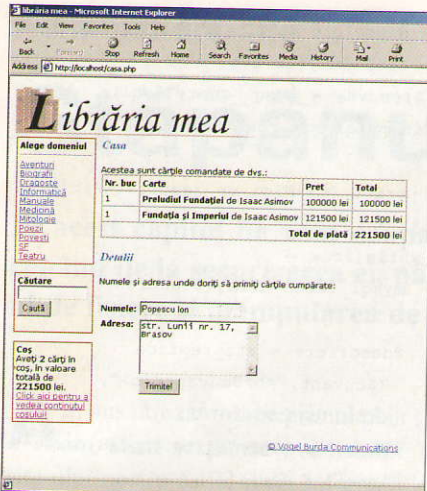 librăria mea - Microsoft Internet Explorer
File Edit View Favorites Tools Help
Back Forward Stop Refresh Home Search Favorites Media History Mail Print
Address http://localhost/casa.php
Librăria mea
Alege domeniul
Aventuri
Biografii
Dragoste
Informatică
Manuale
Medicină
Mitologie
Poezii
Povesti
SF
Teatru
Căutare
Caută
Coș
Aveți 2 cărți în
coș, în valoare
totală de
221500 lei.
Click aici pentru a
vedea conținutul
coșului!
Casa
Acestea sunt cărțile comandate de dvs.:
Nr. buc Carte Pret Total
1 Preludiul Fundației de Isaac Asimov 100000 lei 100000 lei
1 Fundația și Imperiul de Isaac Asimov 121500 lei 121500 lei
Total de plată 221500 lei
Detalii
Numele și adresa unde doriți să primiți cărțile cumpărate:
Numele: Popescu Ion
Adresa: str. Lunii nr. 17,
Brasov
Trimite!
© Vogel Burda Communications